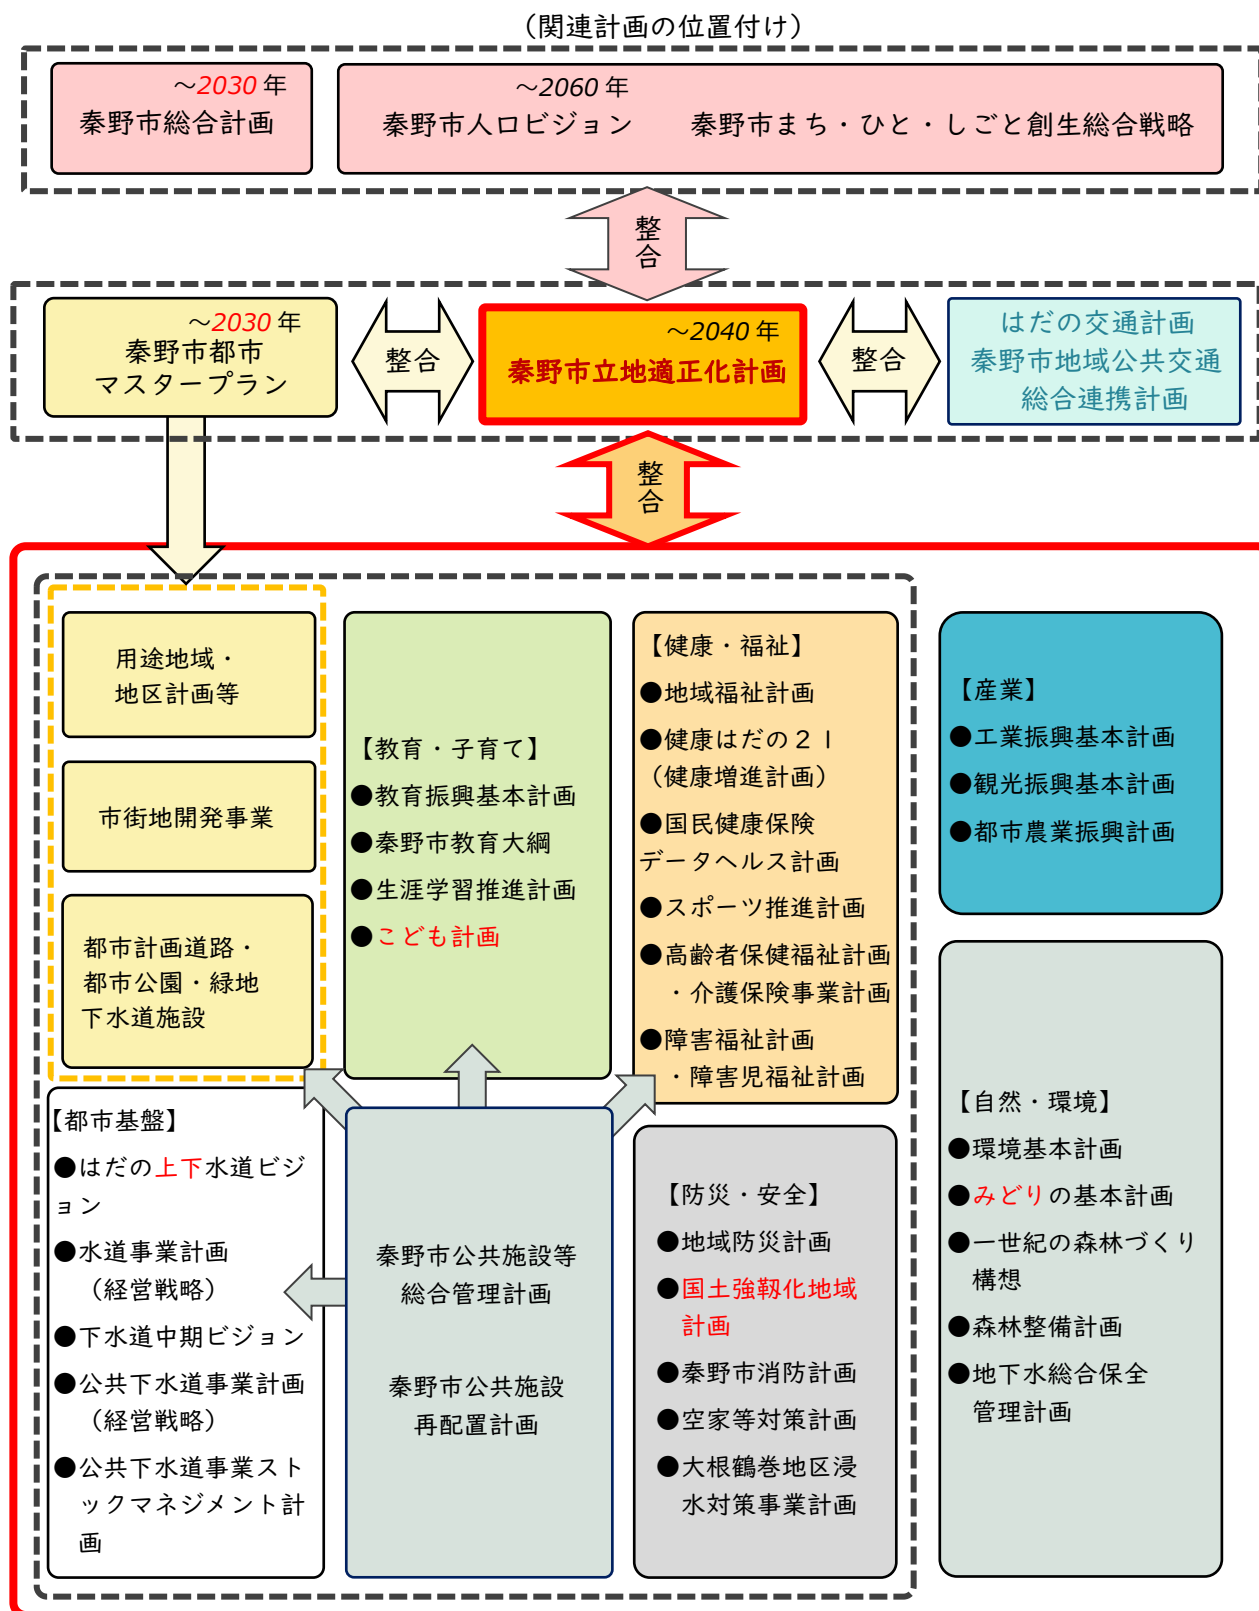 （関連計画の位置付け）
～2030 年
秦野市総合計画
～2060 年
秦野市人口ビジョン　秦野市まち・ひと・しごと創生総合戦略
整
合
～2030 年
秦野市都市
マスタープラン
整合
～2040 年
秦野市立地適正化計画
整合
はだの交通計画
秦野市地域公共交通
総合連携計画
整
合
用途地域・
地区計画等
市街地開発事業
都市計画道路・
都市公園・緑地
下水道施設
【教育・子育て】
●教育振興基本計画
●秦野市教育大綱
●生涯学習推進計画
●こども計画
【健康・福祉】
●地域福祉計画
●健康はだの２１
（健康増進計画）
●国民健康保険
データヘルス計画
●スポーツ推進計画
●高齢者保健福祉計画
・介護保険事業計画
●障害福祉計画
・障害児福祉計画
【産業】
●工業振興基本計画
●観光振興基本計画
●都市農業振興計画
【都市基盤】
●はだの上下水道ビジ
ョン
●水道事業計画
（経営戦略）
●下水道中期ビジョン
●公共下水道事業計画
（経営戦略）
●公共下水道事業スト
ックマネジメント計
画
秦野市公共施設等
総合管理計画
秦野市公共施設
再配置計画
【防災・安全】
●地域防災計画
●国土強靱化地域
計画
●秦野市消防計画
●空家等対策計画
●大根鶴巻地区浸
水対策事業計画
【自然・環境】
●環境基本計画
●みどりの基本計画
●一世紀の森林づくり
構想
●森林整備計画
●地下水総合保全
管理計画